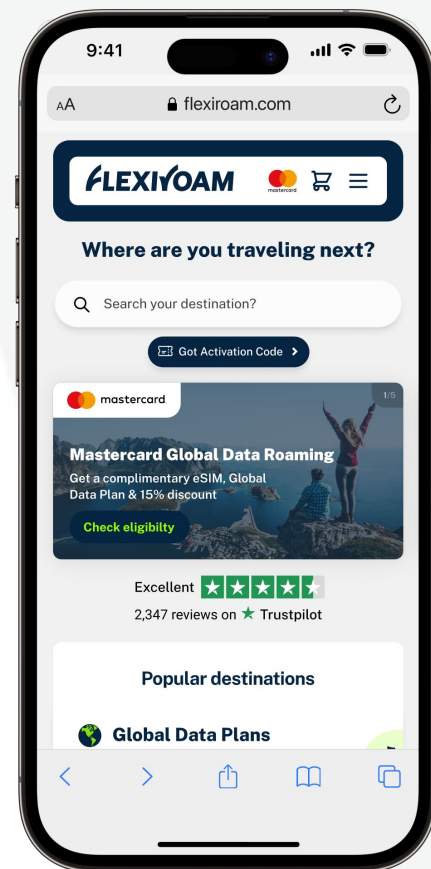 9:41
AA flexiroam.com
FLEXIROAM mastercard
Where are you traveling next?
Search your destination?
Got Activation Code
mastercard
1/5
Mastercard Global Data Roaming
Get a complimentary eSIM, Global
Data Plan & 15% discount
Check eligibilty
Excellent
2,347 reviews on Trustpilot
Popular destinations
Global Data Plans